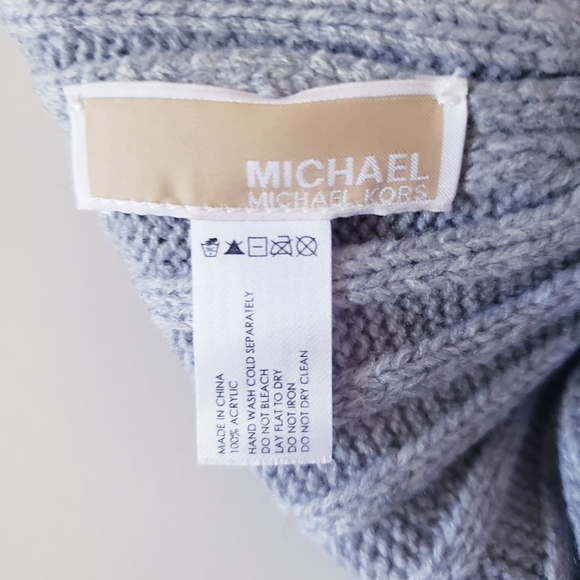 MICHAEL
MICHAEL KORS
MADE IN CHINA
100% ACRYLIC
HAND WASH COLD SEPARATELY
DO NOT BLEACH
LAY FLAT TO DRY
DO NOT IRON
DO NOT DRY CLEAN